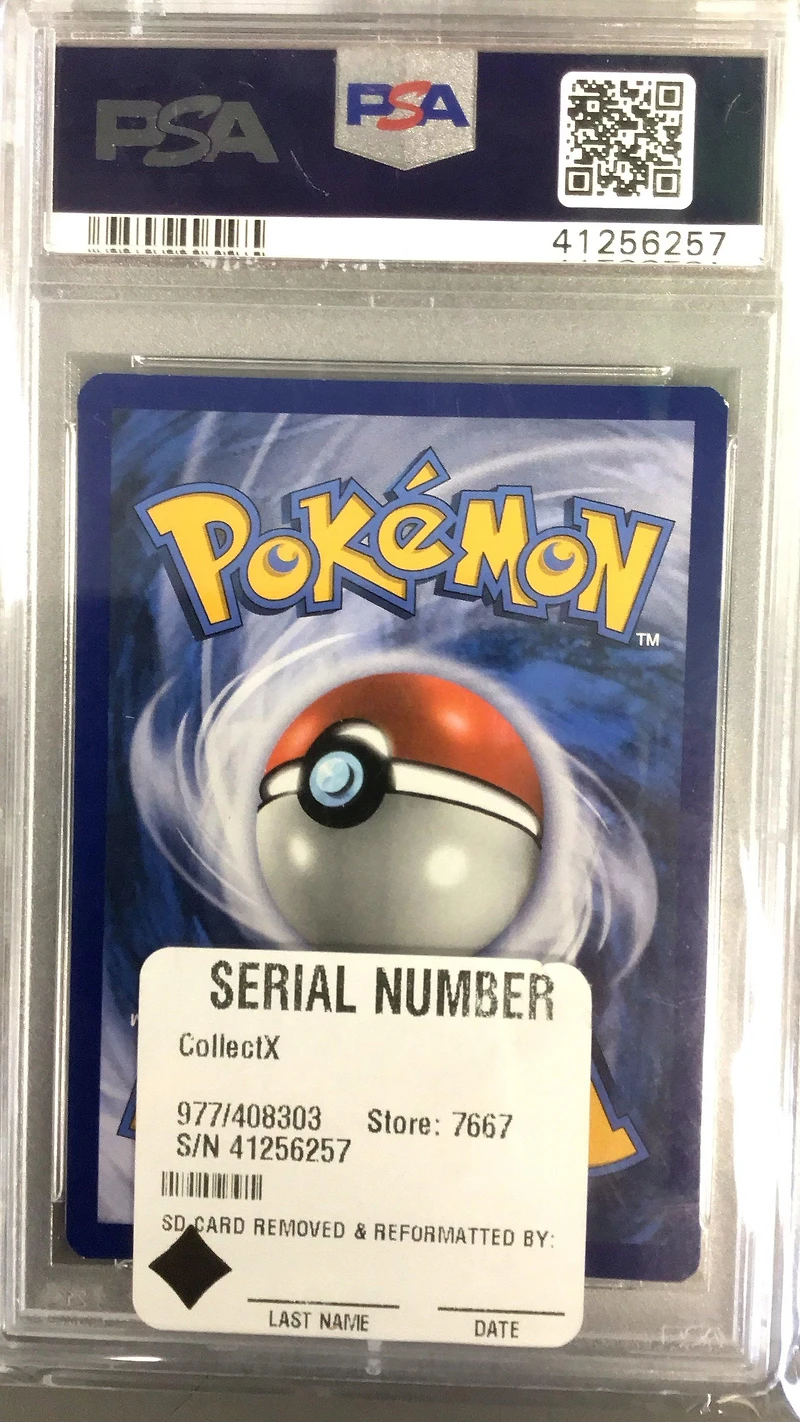 PSA
PSA
41256257
POKéMON
TM
SERIAL NUMBER
CollectX
977/408303 Store: 7667
S/N 41256257
SD CARD REMOVED & REFORMATTED BY:
LAST NAME DATE